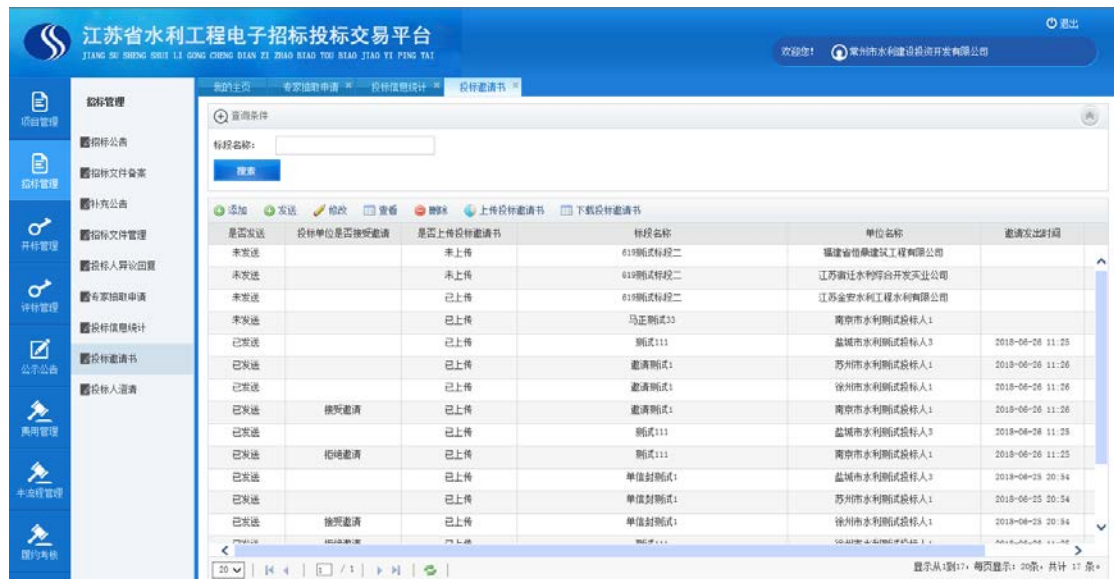 江苏省水利工程电子招标投标交易平台
JIANG SU SHENG SHUI LI GONG CHENG DIAN ZI ZHAO BIAO TOU BIAO JIAO YI PING TAI
退出
欢迎您! 常州市水利建设投资开发有限公司
我的主页 专家抽取申请 投标信息统计 投标邀请书
项目管理
招标管理
开标管理
评标管理
公示公告
费用管理
半流程管理
履约考核
招标管理
招标公告
招标文件备案
补充公告
招标文件管理
投标人异议回复
专家抽取申请
投标信息统计
投标邀请书
投标人澄清
查询条件
标段名称:
搜索
添加 发送 修改 查看 删除 上传投标邀请书 下载投标邀请书
是否发送 投标单位是否接受邀请 是否上传投标邀请书 标段名称 单位名称 邀请发出时间
未发送 未上传 619测试标段二 福建省恒鼎建筑工程有限公司
未发送 未上传 619测试标段二 江苏宿迁水利综合开发实业公司
未发送 已上传 619测试标段二 江苏金安水利工程水利有限公司
未发送 已上传 马正测试33 南京市水利测试投标人1
已发送 已上传 测试111 盐城市水利测试投标人3 2018-06-26 11:25
已发送 已上传 邀请测试1 苏州市水利测试投标人1 2018-06-26 11:26
已发送 已上传 邀请测试1 徐州市水利测试投标人1 2018-06-26 11:26
已发送 接受邀请 已上传 邀请测试1 南京市水利测试投标人1 2018-06-26 11:26
已发送 已上传 测试111 盐城市水利测试投标人3 2018-06-26 11:25
已发送 拒绝邀请 已上传 测试111 南京市水利测试投标人1 2018-06-26 11:25
已发送 已上传 单信封测试1 盐城市水利测试投标人3 2018-06-25 20:54
已发送 已上传 单信封测试1 苏州市水利测试投标人1 2018-06-25 20:54
已发送 接受邀请 已上传 单信封测试1 徐州市水利测试投标人1 2018-06-25 20:54
20 1 / 1 显示从1到17, 每页显示: 20条, 共计 17 条。